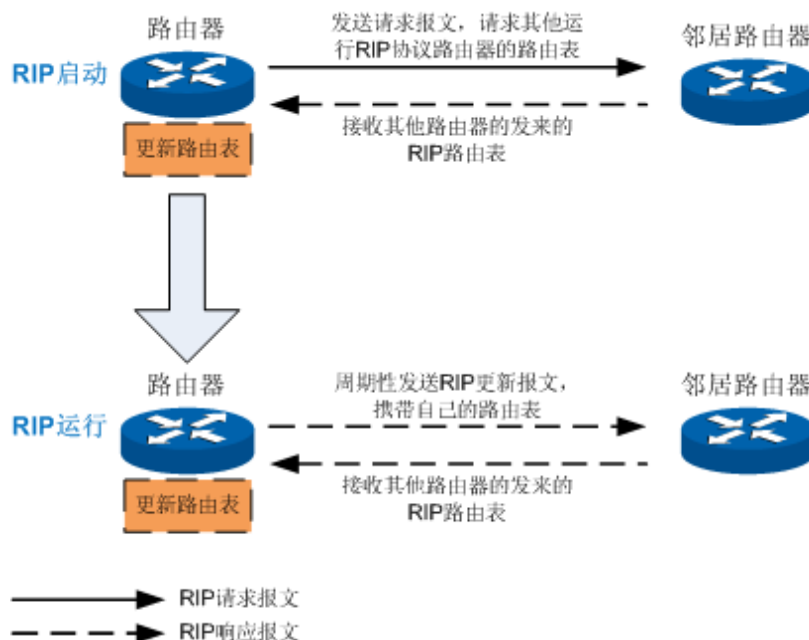 路由器
发送请求报文，请求其他运
行RIP协议路由器的路由表
邻居路由器
RIP启动
接收其他路由器的发来的
RIP路由表
更新路由表
路由器
周期性发送RIP更新报文，
携带自己的路由表
邻居路由器
RIP运行
接收其他路由器的发来的
RIP路由表
更新路由表
RIP请求报文
RIP响应报文